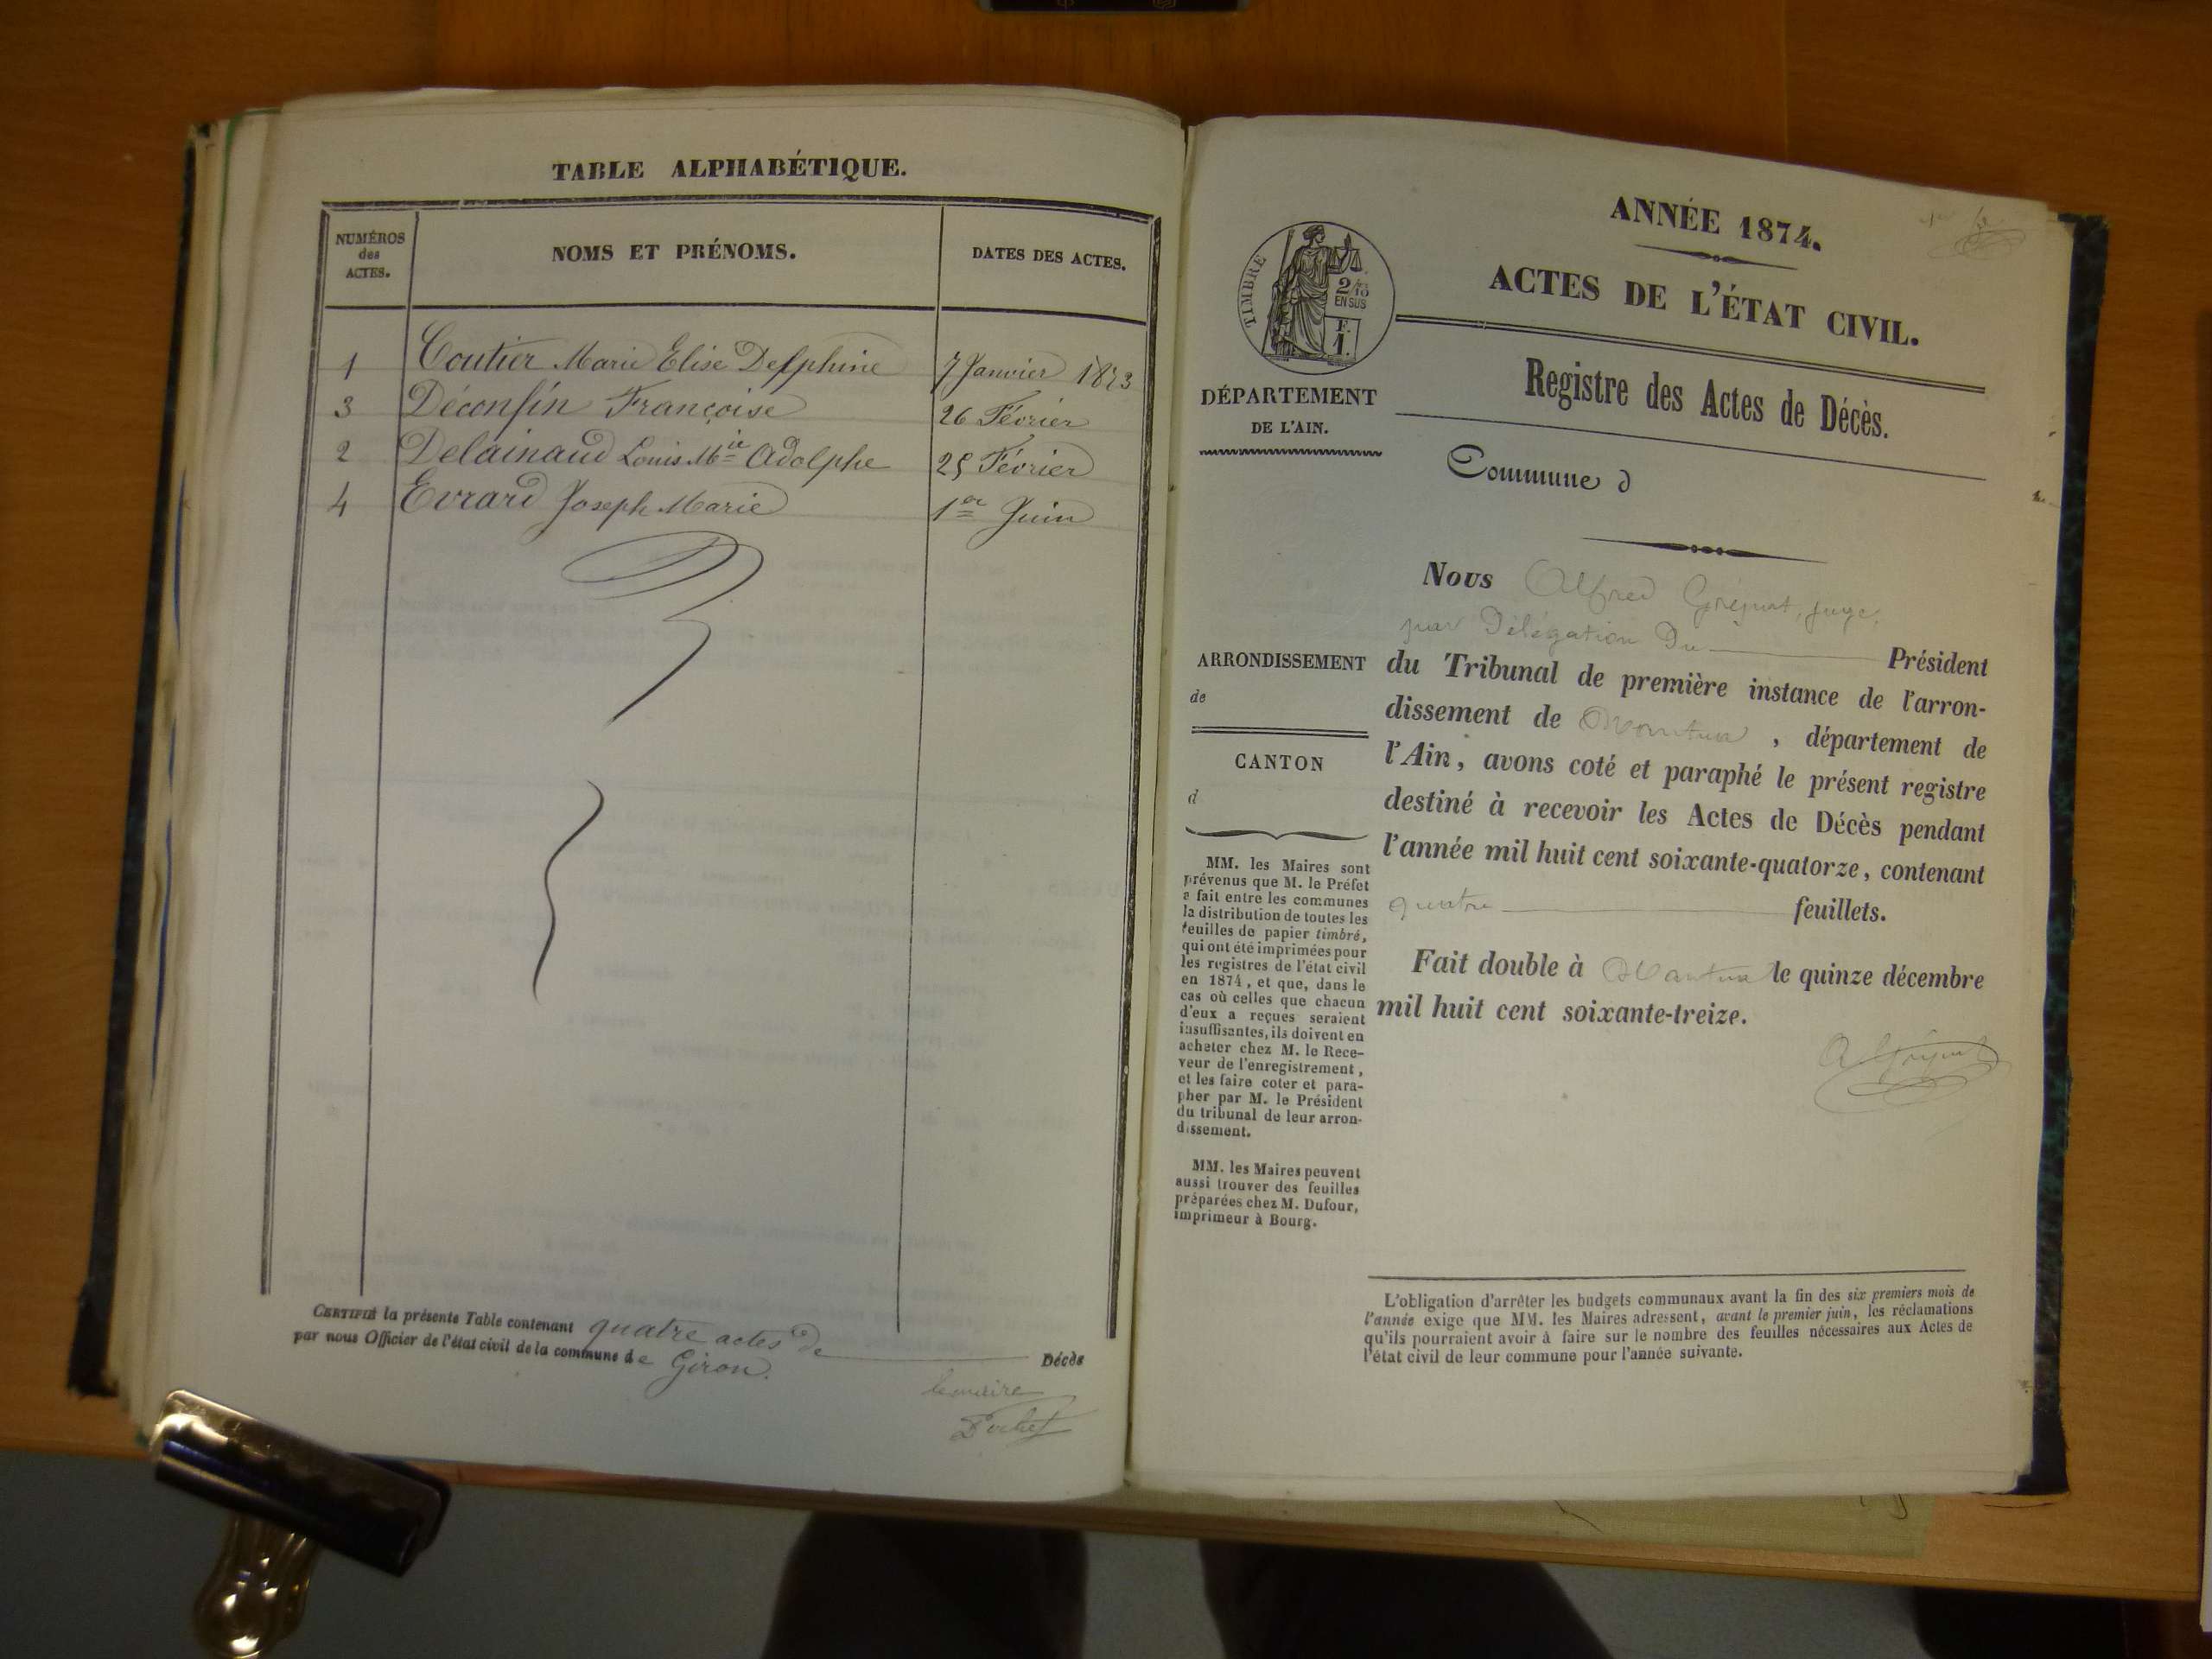 TABLE ALPHABÉTIQUE.
NUMÉROS des ACTES.
NOMS ET PRÉNOMS.
DATES DES ACTES.
1 Coutier Marie Elise Delphine 7 Janvier 1873
3 Déconfin Françoise 26 Février
2 Delainaud Louis Mie Adolphe 25 Février
4 Evrard Joseph Marie 1er Juin
CERTIFIÉ la présente Table contenant quatre actes de Décès
par nous Officier de l'état civil de la commune de Giron.
le maire
ANNÉE 1874.
ACTES DE L'ÉTAT CIVIL.
TIMBRE
2/10
EN SUS
F.
1.
DÉPARTEMENT
DE L'AIN.
Registre des Actes de Décès.
Commune d
Nous Alfred juge,
par Délégation Du Président
du Tribunal de première instance de l'arron-
dissement de Nantua, département de
l'Ain, avons coté et paraphé le présent registre
destiné à recevoir les Actes de Décès pendant
l'année mil huit cent soixante-quatorze, contenant
quatre feuillets.
Fait double à Nantua le quinze décembre
mil huit cent soixante-treize.
ARRONDISSEMENT
de
CANTON
d
MM. les Maires sont
prévenus que M. le Préfet
a fait entre les communes
la distribution de toutes les
feuilles de papier timbré,
qui ont été imprimées pour
les registres de l'état civil
en 1874, et que, dans le
cas où celles que chacun
d'eux a reçues seraient
insuffisantes, ils doivent en
acheter chez M. le Rece-
veur de l'enregistrement,
et les faire coter et para-
pher par M. le Président
du tribunal de leur arron-
dissement.
MM. les Maires peuvent
aussi trouver des feuilles
préparées chez M. Dufour,
imprimeur à Bourg.
L'obligation d'arrêter les budgets communaux avant la fin des six premiers mois de
l'année exige que MM. les Maires adressent, avant le premier juin, les réclamations
qu'ils pourraient avoir à faire sur le nombre des feuilles nécessaires aux Actes de
l'état civil de leur commune pour l'année suivante.